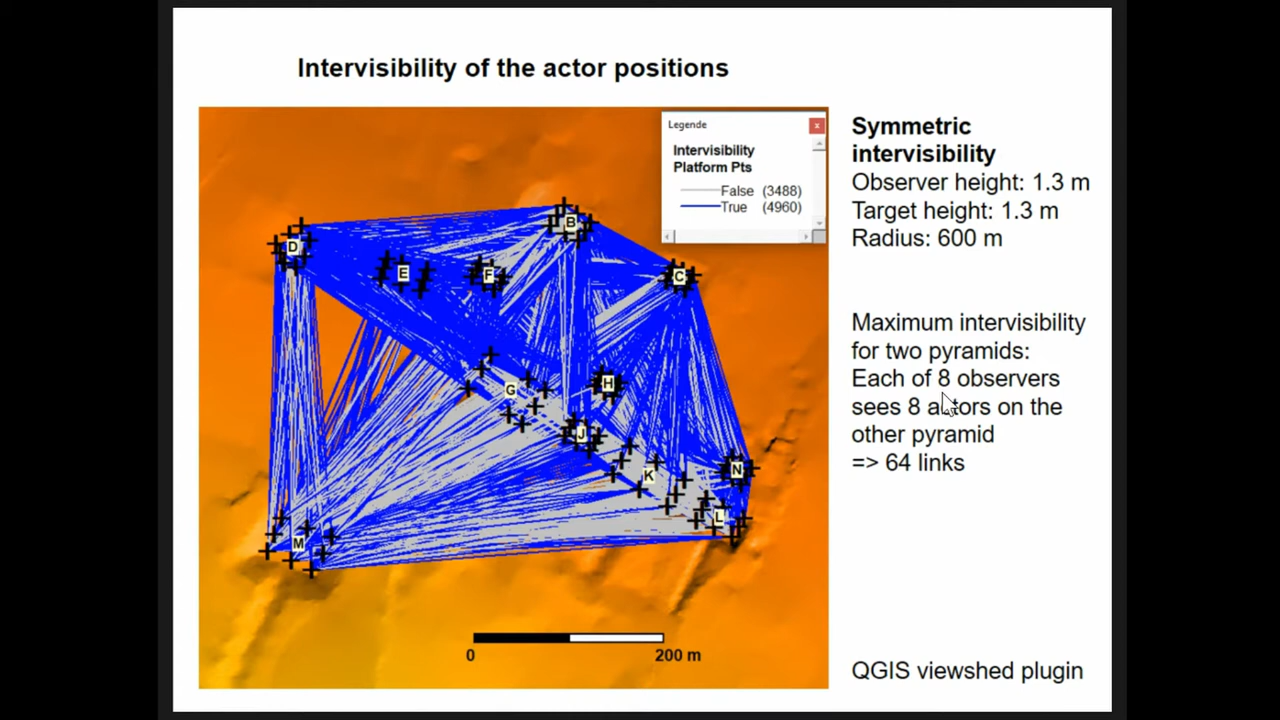 Intervisibility of the actor positions
Legende
x
Intervisibility
Platform Pts
False (3488)
True (4960)
B
D
E
F
C
G
H
J
K
N
L
M
0
200 m
Symmetric
intervisibility
Observer height: 1.3 m
Target height: 1.3 m
Radius: 600 m
Maximum intervisibility
for two pyramids:
Each of 8 observers
sees 8 actors on the
other pyramid
=> 64 links
QGIS viewshed plugin